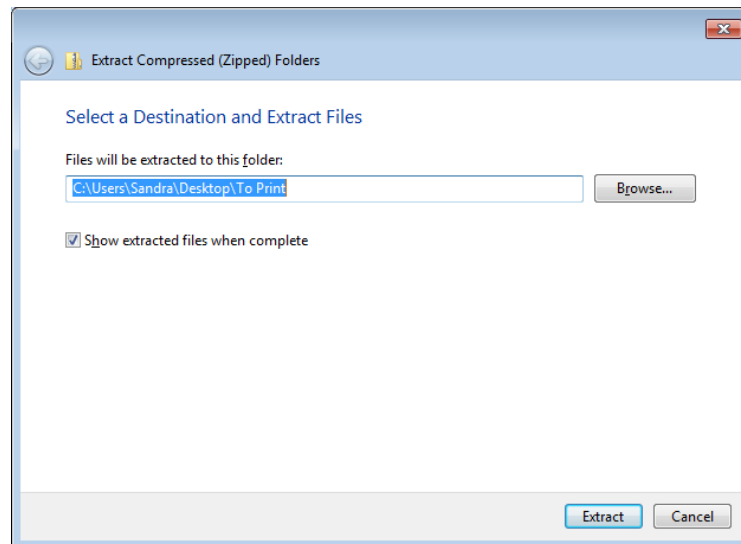 Extract Compressed (Zipped) Folders
Select a Destination and Extract Files
Files will be extracted to this folder:
C:\Users\Sandra\Desktop\To Print
Browse...
Show extracted files when complete
Extract
Cancel